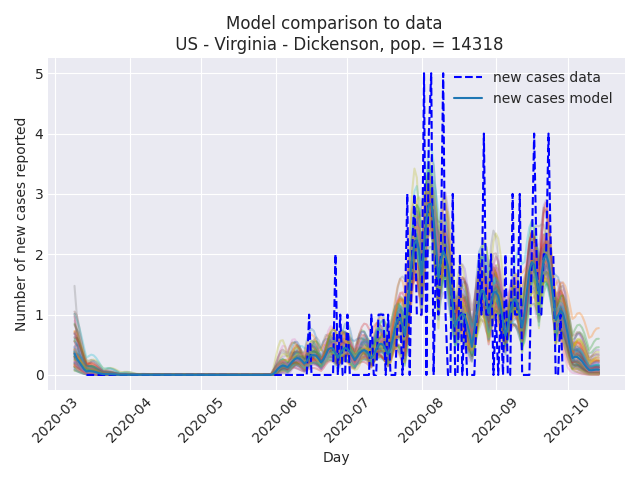 Model comparison to data
US - Virginia - Dickenson, pop. = 14318
new cases data
new cases model
Number of new cases reported
5
4
3
2
1
0
2020-03
2020-04
2020-05
2020-06
2020-07
2020-08
2020-09
2020-10
Day